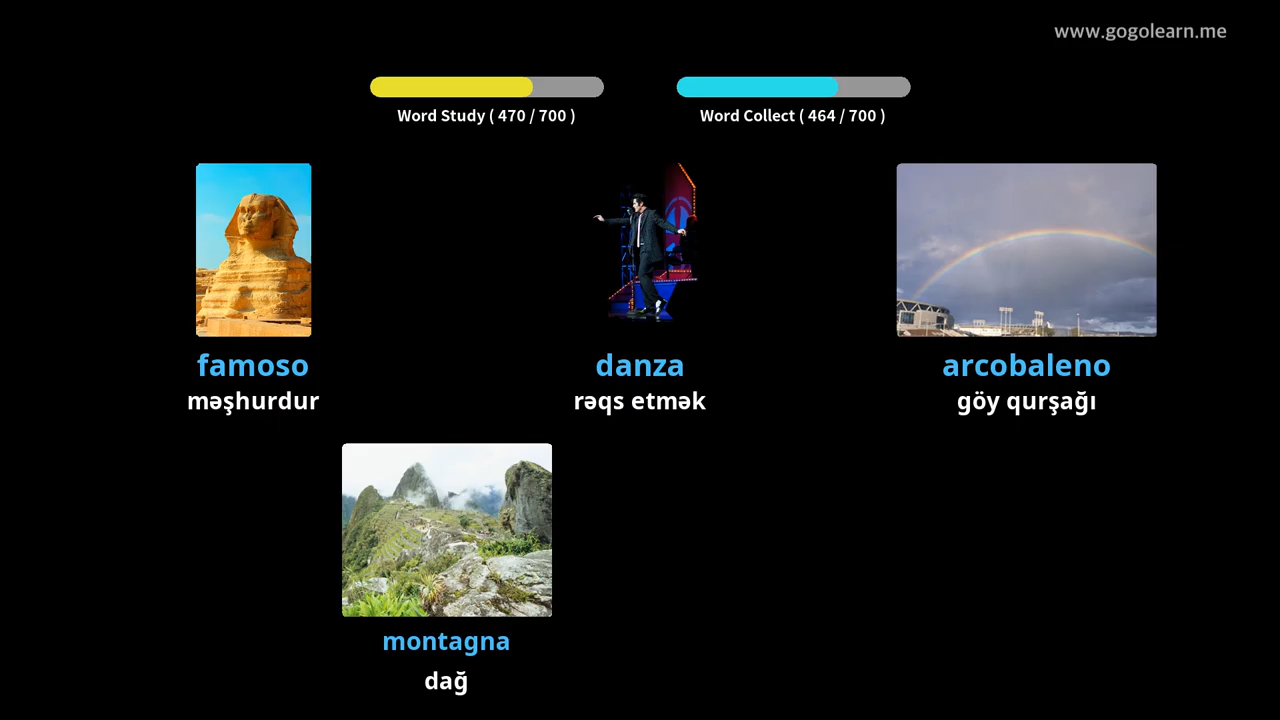 www.gogolearn.me
Word Study ( 470 / 700 )
Word Collect ( 464 / 700 )
famoso
məşhurdur
danza
rəqs etmək
arcobaleno
göy qurşağı
montagna
dağ